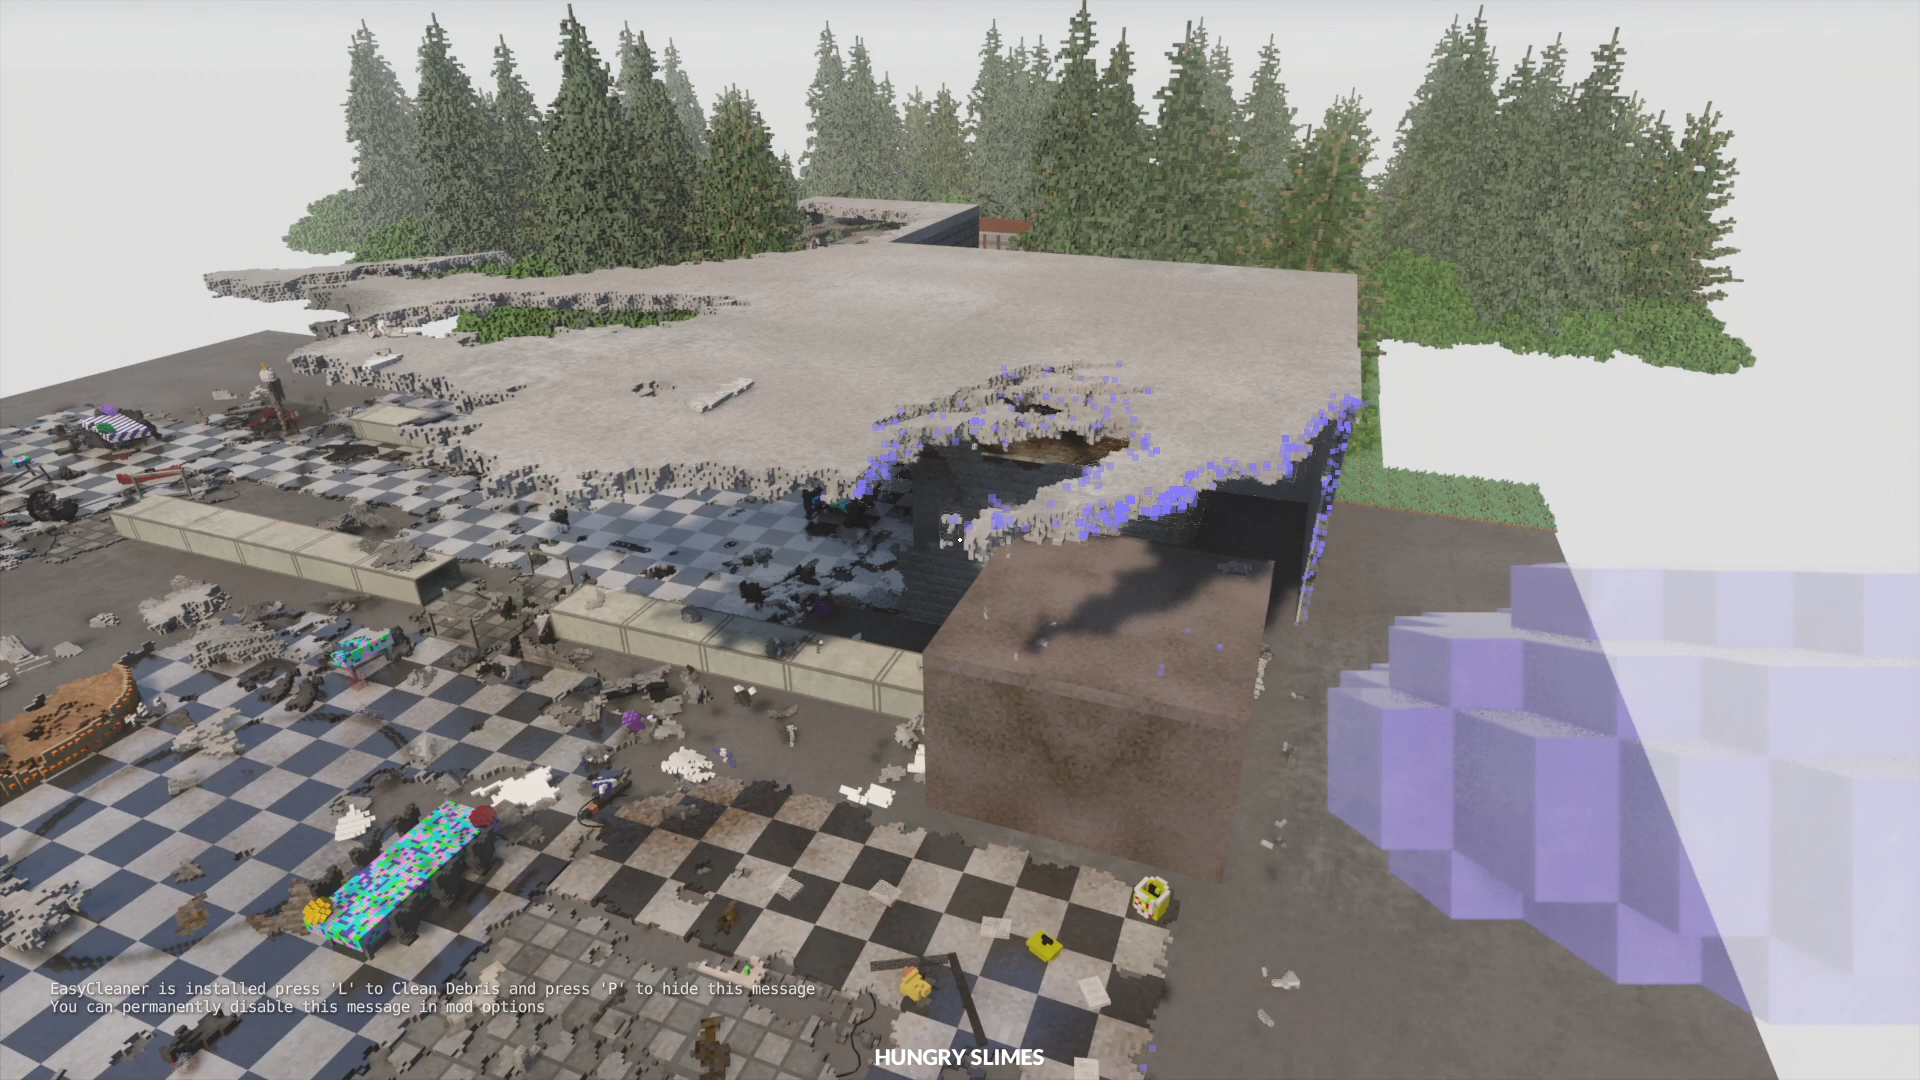 EasyCleaner is installed press 'L' to Clean Debris and press 'P' to hide this message
You can permanently disable this message in mod options
HUNGRY SLIMES